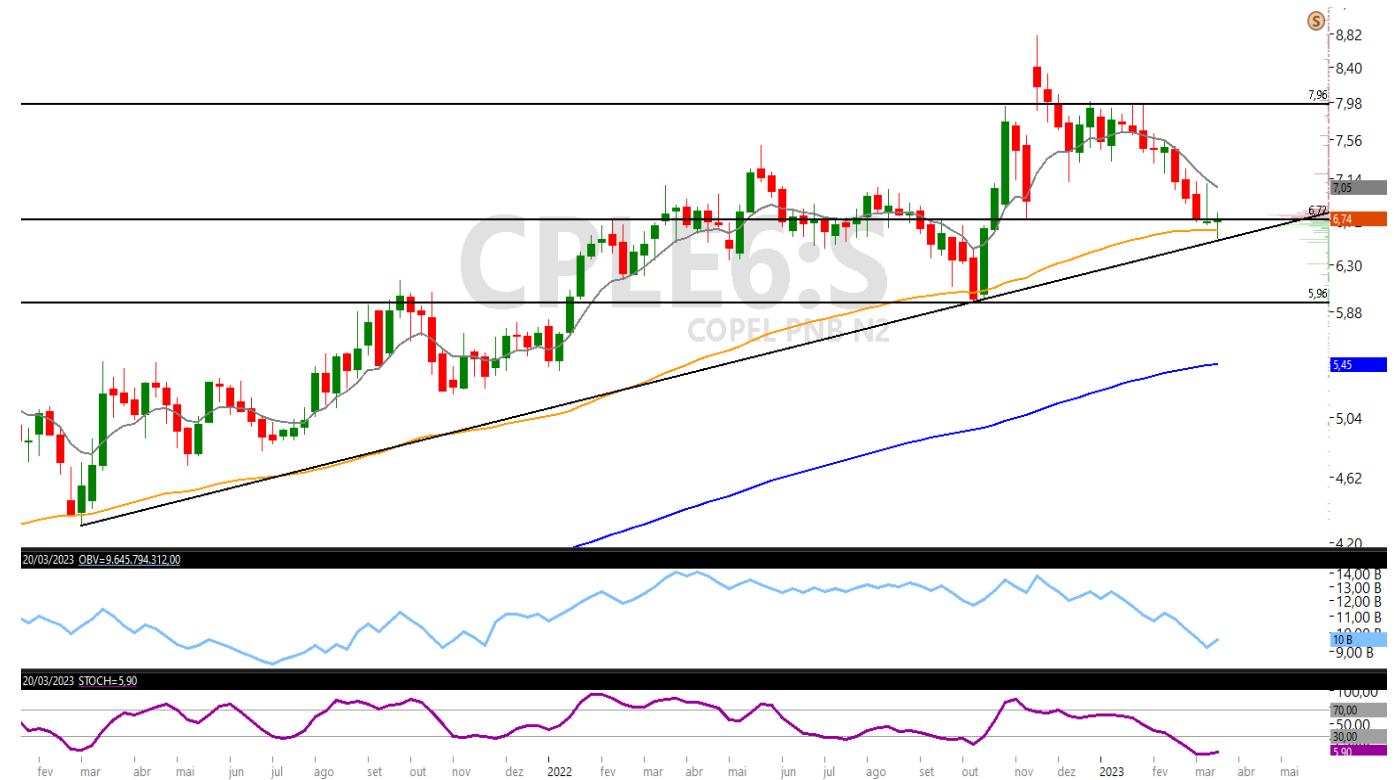 S
8,82
8,40
7,96
7,98
7,56
7,14
7,05
6,72
6,74
6,30
5,96
5,88
5,45
5,04
4,62
4,20
CPLE6:S
COPEL PNB N2
20/03/2023 OBV=9.645.794.312,00
14,00 B
13,00 B
12,00 B
11,00 B
10,00 B
10 B
9,00 B
20/03/2023 STOCH=5,90
100,00
70,00
50,00
30,00
5,90
fev mar abr mai jun jul ago set out nov dez 2022 fev mar abr mai jun jul ago set out nov dez 2023 fev mar abr mai